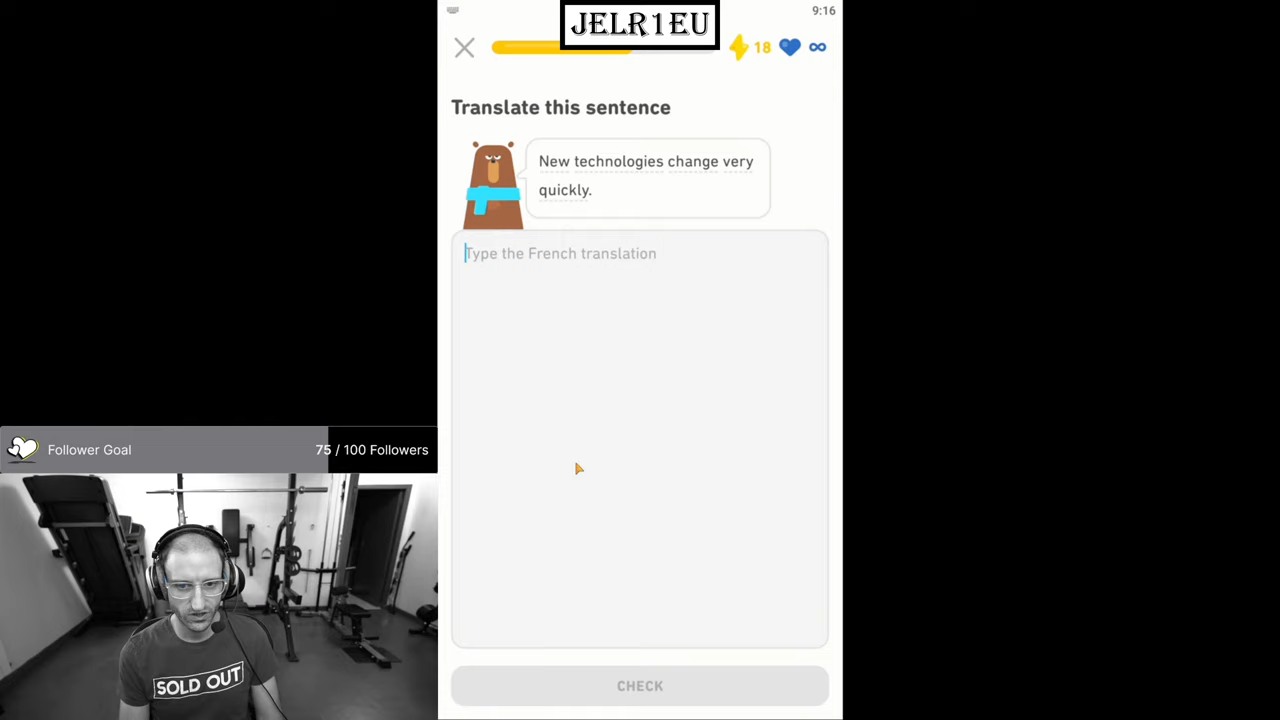 JELR1EU
9:16
18
Translate this sentence
New technologies change very
quickly.
Type the French translation
Follower Goal
75 / 100 Followers
SOLD OUT
CHECK